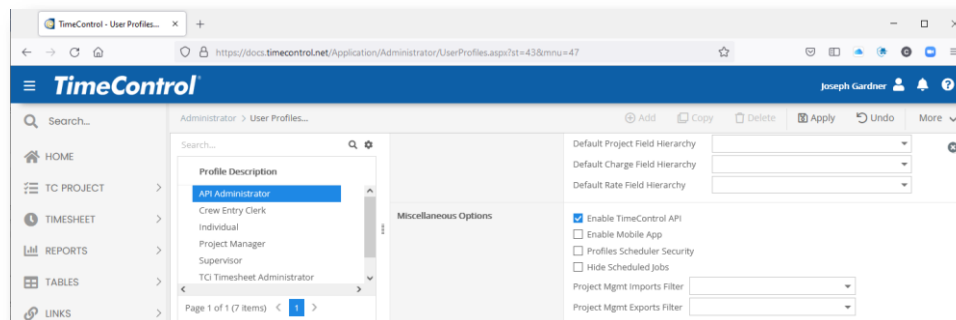 TimeControl - User Profiles...
https://docs.timecontrol.net/Application/Administrator/UserProfiles.aspx?st=43&mnu=47
TimeControl
Joseph Gardner
Search...
Administrator > User Profiles...
Add
Copy
Delete
Apply
Undo
More
HOME
TC PROJECT
TIMESHEET
REPORTS
TABLES
LINKS
Search...
Profile Description
API Administrator
Crew Entry Clerk
Individual
Project Manager
Supervisor
TCi Timesheet Administrator
Page 1 of 1 (7 items) < 1 >
Default Project Field Hierarchy
Default Charge Field Hierarchy
Default Rate Field Hierarchy
Miscellaneous Options
Enable TimeControl API
Enable Mobile App
Profiles Scheduler Security
Hide Scheduled Jobs
Project Mgmt Imports Filter
Project Mgmt Exports Filter